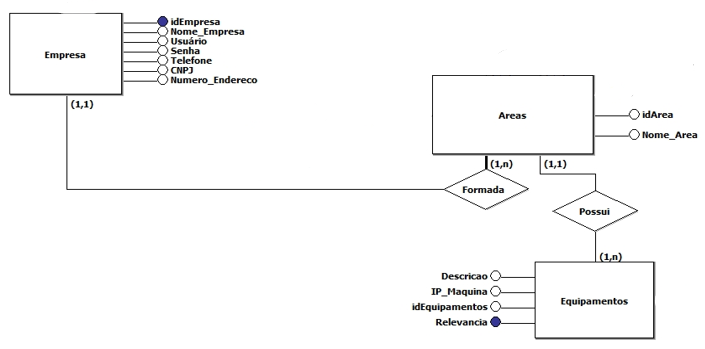 idEmpresa
Nome_Empresa
Usuário
Senha
Telefone
CNPJ
Numero_Endereco
Empresa
(1,1)
Areas
idArea
Nome_Area
(1,n)
(1,1)
Formada
Possui
(1,n)
Descricao
IP_Maquina
idEquipamentos
Relevancia
Equipamentos